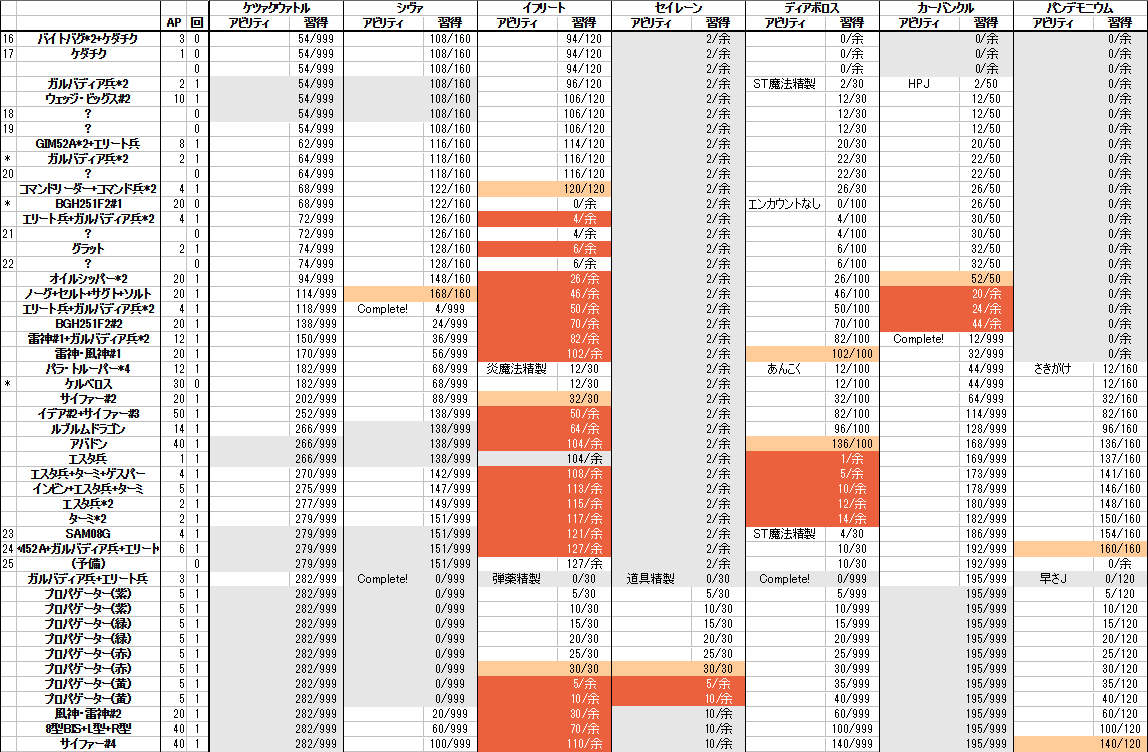 ケツァクウァトル シヴァ イフリート セイレーン ディアボロス カーバンクル パンデモニウム
AP 回 アビリティ 習得 アビリティ 習得 アビリティ 習得 アビリティ 習得 アビリティ 習得 アビリティ 習得 アビリティ 習得
16 バイトバグ*2+ケダチク 3 0 54/999 108/160 94/120 2/余 0/余 0/余 0/余
17 ケダチク 1 0 54/999 108/160 94/120 2/余 0/余 0/余 0/余
0 54/999 108/160 94/120 2/余 0/余 0/余 0/余
ガルバディア兵*2 2 1 54/999 108/160 96/120 2/余 ST魔法精製 2/30 HPJ 2/50 0/余
ウェッジ・ビッグス#2 10 1 54/999 108/160 106/120 2/余 12/30 12/50 0/余
18 ? 0 54/999 108/160 106/120 2/余 12/30 12/50 0/余
19 ? 0 54/999 108/160 106/120 2/余 12/30 12/50 0/余
GIM52A*2+エリート兵 8 1 62/999 116/160 114/120 2/余 20/30 20/50 0/余
* ガルバディア兵*2 2 1 64/999 118/160 116/120 2/余 22/30 22/50 0/余
20 ? 0 64/999 118/160 116/120 2/余 22/30 22/50 0/余
コマンドリーダー+コマンド兵*2 4 1 68/999 122/160 120/120 2/余 26/30 26/50 0/余
* BGH251F2#1 20 0 68/999 122/160 0/余 2/余 エンカウントなし 0/100 26/50 0/余
エリート兵+ガルバディア兵*2 4 1 72/999 126/160 4/余 2/余 4/100 30/50 0/余
21 ? 0 72/999 126/160 4/余 2/余 4/100 30/50 0/余
グラット 2 1 74/999 128/160 6/余 2/余 6/100 32/50 0/余
22 ? 0 74/999 128/160 6/余 2/余 6/100 32/50 0/余
オイルシッパー*2 20 1 94/999 148/160 26/余 2/余 26/100 52/50 0/余
ノーグ+セルト+サグト+ソルト 20 1 114/999 168/160 46/余 2/余 46/100 20/余 0/余
エリート兵+ガルバディア兵*2 4 1 118/999 Complete! 4/999 50/余 2/余 50/100 24/余 0/余
BGH251F2#2 20 1 138/999 24/999 70/余 2/余 70/100 44/余 0/余
雷神#1+ガルバディア兵*2 12 1 150/999 36/999 82/余 2/余 82/100 Complete! 12/999 0/余
雷神・風神#1 20 1 170/999 56/999 102/余 2/余 102/100 32/999 0/余
パラ・トルーパー*4 12 1 182/999 68/999 炎魔法精製 12/30 2/余 あんこく 12/100 44/999 さきがけ 12/160
* ケルベロス 30 0 182/999 68/999 12/30 2/余 12/100 44/999 12/160
サイファー#2 20 1 202/999 88/999 32/30 2/余 32/100 64/999 32/160
イデア#2+サイファー#3 50 1 252/999 138/999 50/余 2/余 82/100 114/999 82/160
ルブルムドラゴン 14 1 266/999 138/999 64/余 2/余 96/100 128/999 96/160
アバドン 40 1 266/999 138/999 104/余 2/余 136/100 168/999 136/160
エスタ兵 1 1 266/999 138/999 104/余 2/余 1/余 169/999 137/160
エスタ兵+ターミ+ゲスパー 4 1 270/999 142/999 108/余 2/余 5/余 173/999 141/160
インビン+エスタ兵+ターミ 5 1 275/999 147/999 113/余 2/余 10/余 178/999 146/160
エスタ兵*2 2 1 277/999 149/999 115/余 2/余 12/余 180/999 148/160
ターミ*2 2 1 279/999 151/999 117/余 2/余 14/余 182/999 150/160
23 SAM08G 4 1 279/999 151/999 121/余 2/余 ST魔法精製 4/30 186/999 154/160
24 452A+ガルバディア兵+エリート 6 1 279/999 151/999 127/余 2/余 10/30 192/999 160/160
25 (予備) 0 279/999 151/999 127/余 2/余 10/30 192/999 0/余
ガルバディア兵+エリート兵 3 1 282/999 Complete! 0/999 弾薬精製 0/30 道具精製 0/30 Complete! 0/999 195/999 早さJ 0/120
プロパゲーター(紫) 5 1 282/999 0/999 5/30 5/30 5/999 195/999 5/120
プロパゲーター(紫) 5 1 282/999 0/999 10/30 10/30 10/999 195/999 10/120
プロパゲーター(緑) 5 1 282/999 0/999 15/30 15/30 15/999 195/999 15/120
プロパゲーター(緑) 5 1 282/999 0/999 20/30 20/30 20/999 195/999 20/120
プロパゲーター(赤) 5 1 282/999 0/999 25/30 25/30 25/999 195/999 25/120
プロパゲーター(赤) 5 1 282/999 0/999 30/30 30/30 30/999 195/999 30/120
プロパゲーター(黄) 5 1 282/999 0/999 5/余 5/余 35/999 195/999 35/120
プロパゲーター(黄) 5 1 282/999 0/999 10/余 10/余 40/999 195/999 40/120
風神・雷神#2 20 1 282/999 20/999 30/余 10/余 60/999 195/999 60/120
8型BIS+L型+R型 40 1 282/999 60/999 70/余 10/余 100/999 195/999 100/120
サイファー#4 40 1 282/999 100/999 110/余 10/余 140/999 195/999 140/120